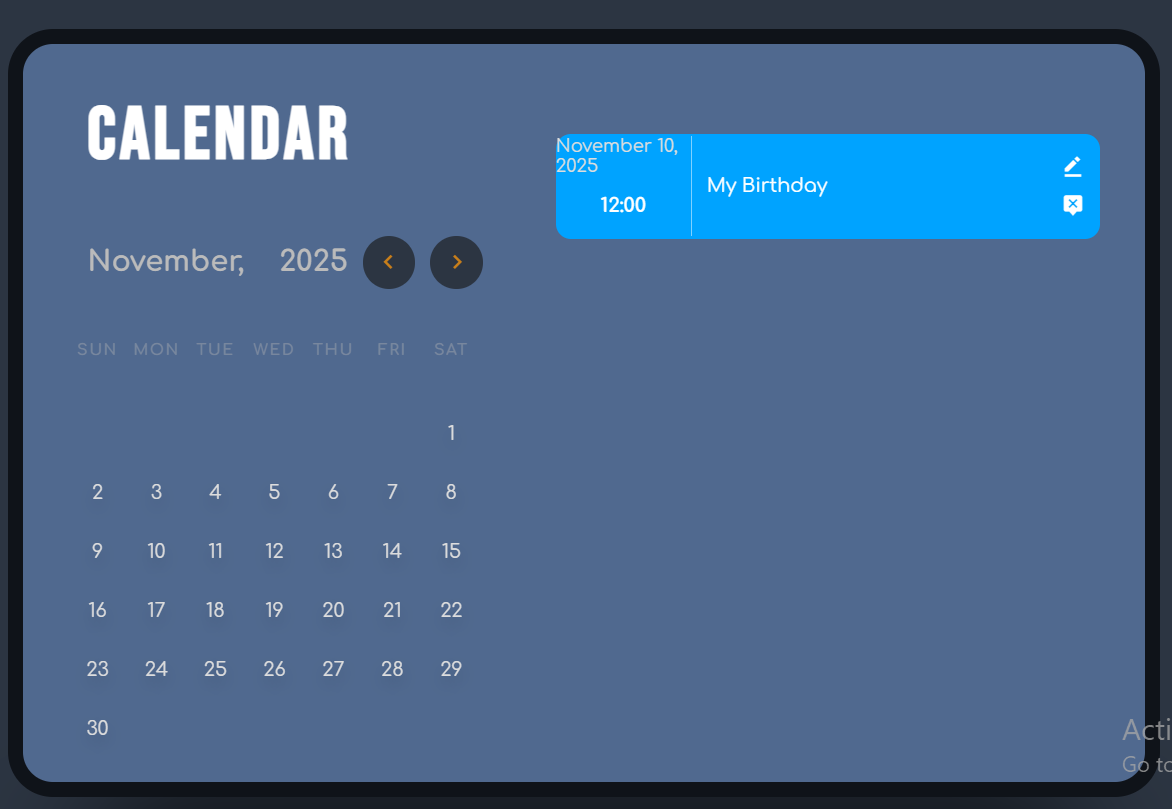 CALENDAR
November, 2025
SUN MON TUE WED THU FRI SAT
1
2 3 4 5 6 7 8
9 10 11 12 13 14 15
16 17 18 19 20 21 22
23 24 25 26 27 28 29
30
November 10,
2025
12:00
My Birthday
Acti
Go to